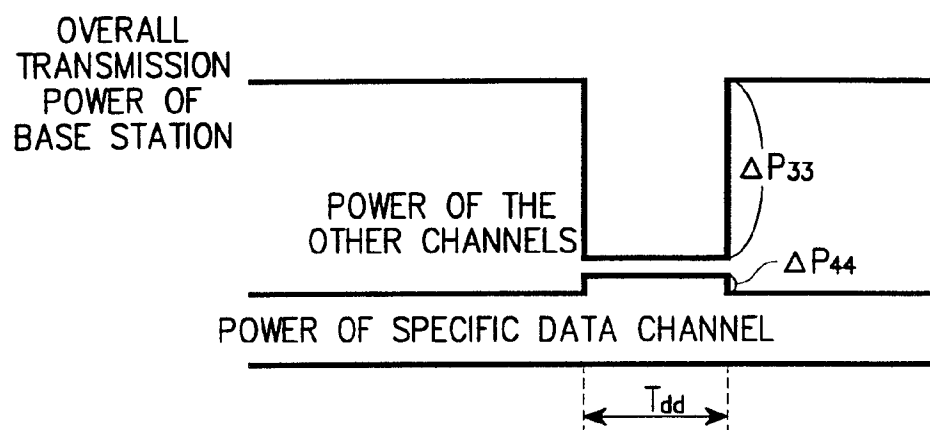 OVERALL
TRANSMISSION
POWER OF
BASE STATION
ΔP33
POWER OF THE
OTHER CHANNELS
ΔP44
POWER OF SPECIFIC DATA CHANNEL
Tdd